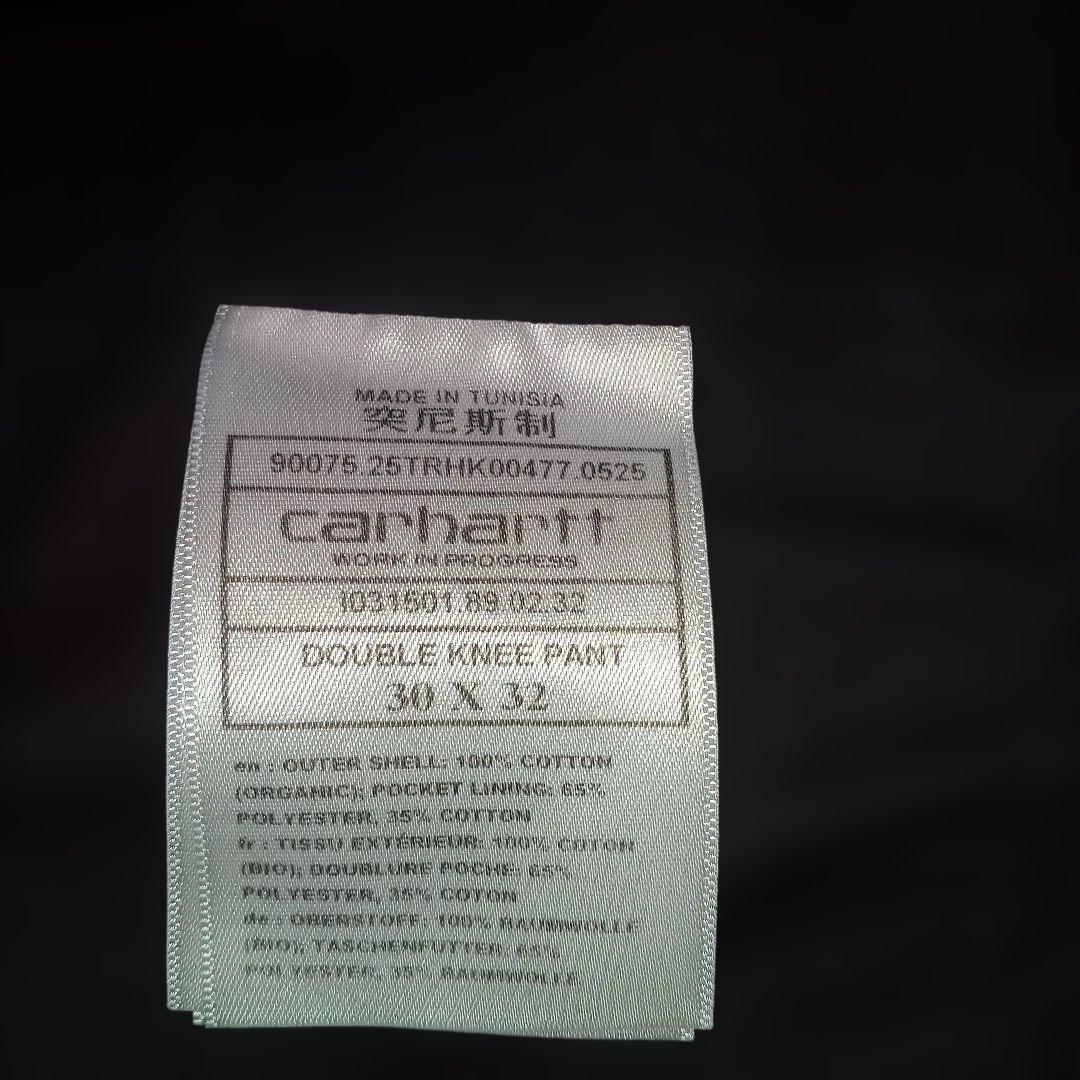 MADE IN TUNISIA
突尼斯制
90075.25TRHK00477.0525
carhartt
WORK IN PROGRESS
I031501.89.02.32
DOUBLE KNEE PANT
30 X 32
en : OUTER SHELL: 100% COTTON
(ORGANIC); POCKET LINING: 65%
POLYESTER, 35% COTTON
fr : TISSU EXTÉRIEUR: 100% COTON
(BIO); DOUBLURE POCHE: 65%
POLYESTER, 35% COTON
de : OBERSTOFF: 100% BAUMWOLLE
(BIO); TASCHENFUTTER: 65%
POLYESTER, 35% BAUMWOLLE